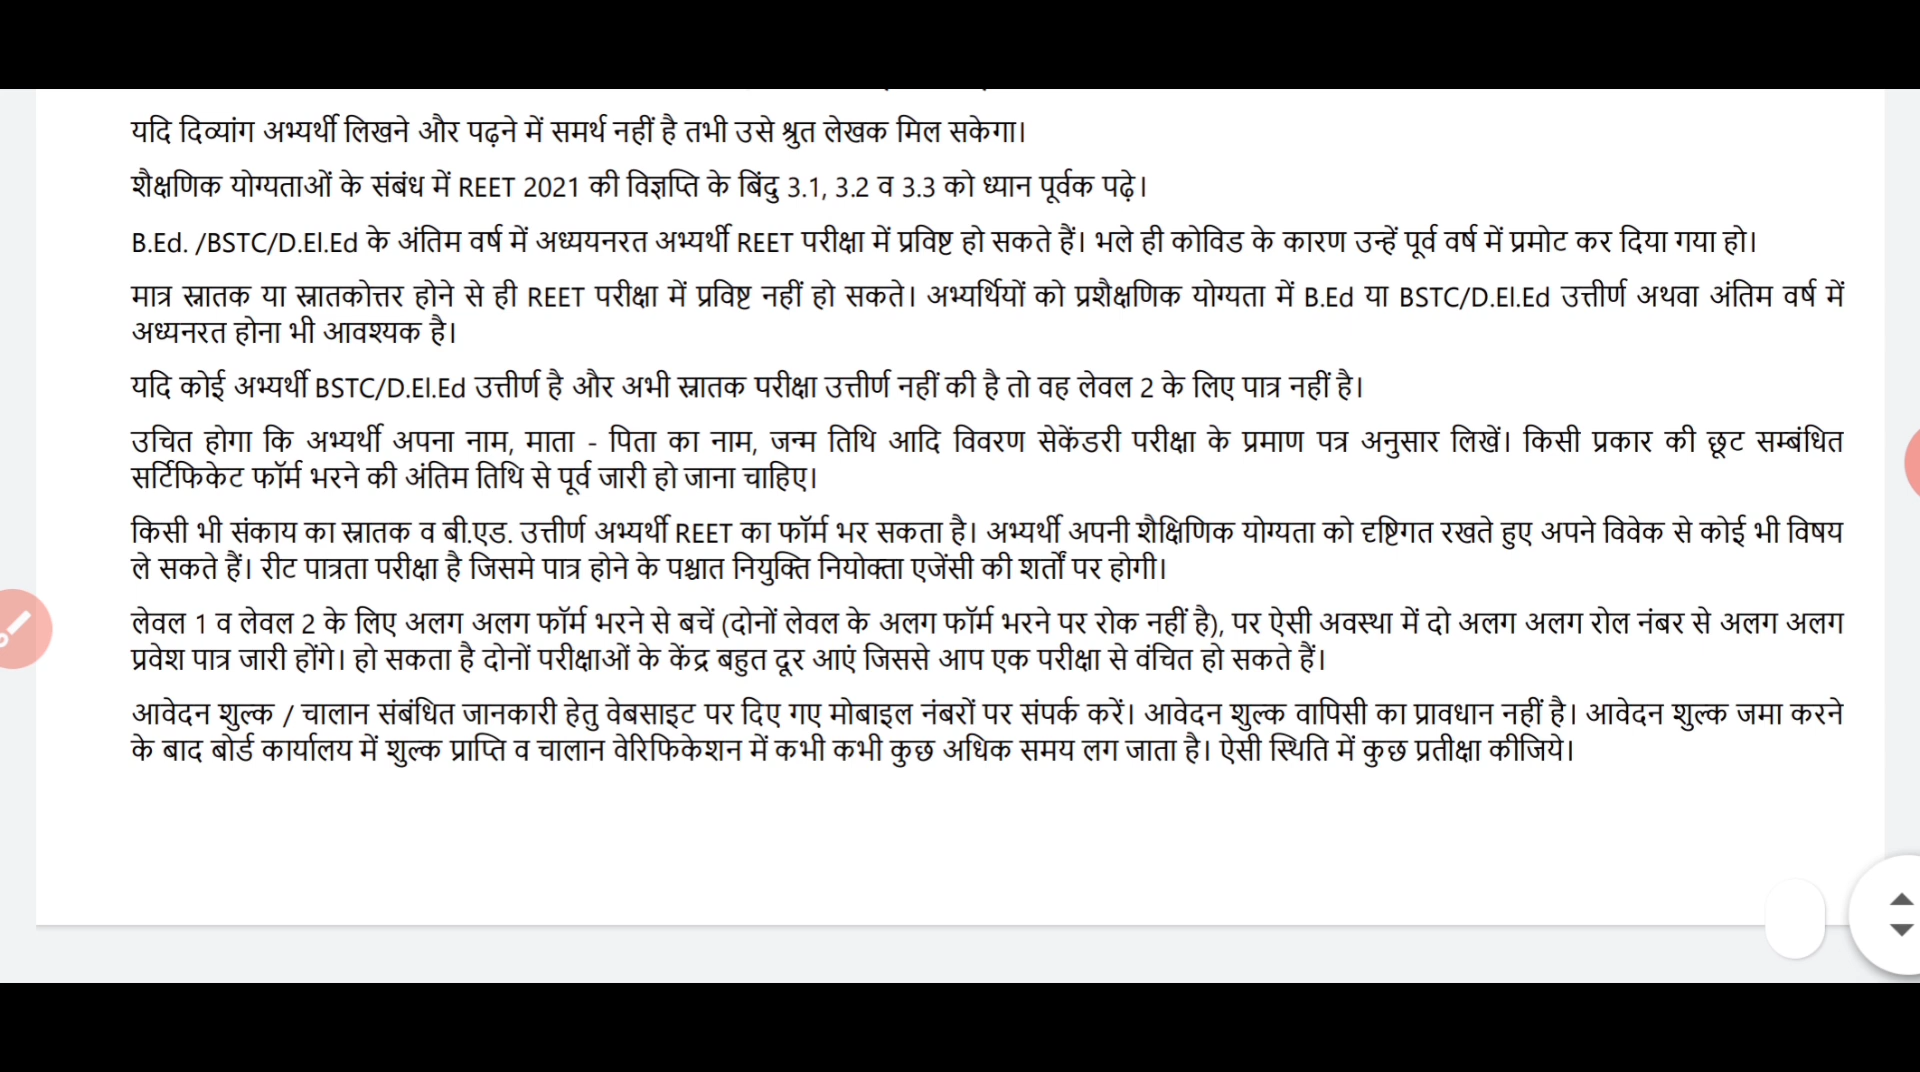 यदि दिव्यांग अभ्यर्थी लिखने और पढ़ने में समर्थ नहीं है तभी उसे श्रुत लेखक मिल सकेगा।
शैक्षणिक योग्यताओं के संबंध में REET 2021 की विज्ञप्ति के बिंदु 3.1, 3.2 व 3.3 को ध्यान पूर्वक पढ़े।
B.Ed. /BSTC/D.El.Ed के अंतिम वर्ष में अध्ययनरत अभ्यर्थी REET परीक्षा में प्रविष्ट हो सकते हैं। भले ही कोविड के कारण उन्हें पूर्व वर्ष में प्रमोट कर दिया गया हो।
मात्र स्नातक या स्नातकोत्तर होने से ही REET परीक्षा में प्रविष्ट नहीं हो सकते। अभ्यर्थियों को प्रशैक्षणिक योग्यता में B.Ed या BSTC/D.El.Ed उत्तीर्ण अथवा अंतिम वर्ष में
अध्यनरत होना भी आवश्यक है।
यदि कोई अभ्यर्थी BSTC/D.El.Ed उत्तीर्ण है और अभी स्नातक परीक्षा उत्तीर्ण नहीं की है तो वह लेवल 2 के लिए पात्र नहीं है।
उचित होगा कि अभ्यर्थी अपना नाम, माता - पिता का नाम, जन्म तिथि आदि विवरण सेकेंडरी परीक्षा के प्रमाण पत्र अनुसार लिखें। किसी प्रकार की छूट सम्बंधित
सर्टिफिकेट फॉर्म भरने की अंतिम तिथि से पूर्व जारी हो जाना चाहिए।
किसी भी संकाय का स्नातक व बी.एड. उत्तीर्ण अभ्यर्थी REET का फॉर्म भर सकता है। अभ्यर्थी अपनी शैक्षिणिक योग्यता को दृष्टिगत रखते हुए अपने विवेक से कोई भी विषय
ले सकते हैं। रीट पात्रता परीक्षा है जिसमे पात्र होने के पश्चात नियुक्ति नियोक्ता एजेंसी की शर्तों पर होगी।
लेवल 1 व लेवल 2 के लिए अलग अलग फॉर्म भरने से बचें (दोनों लेवल के अलग फॉर्म भरने पर रोक नहीं है), पर ऐसी अवस्था में दो अलग अलग रोल नंबर से अलग अलग
प्रवेश पात्र जारी होंगे। हो सकता है दोनों परीक्षाओं के केंद्र बहुत दूर आएं जिससे आप एक परीक्षा से वंचित हो सकते हैं।
आवेदन शुल्क / चालान संबंधित जानकारी हेतु वेबसाइट पर दिए गए मोबाइल नंबरों पर संपर्क करें। आवेदन शुल्क वापिसी का प्रावधान नहीं है। आवेदन शुल्क जमा करने
के बाद बोर्ड कार्यालय में शुल्क प्राप्ति व चालान वेरिफिकेशन में कभी कभी कुछ अधिक समय लग जाता है। ऐसी स्थिति में कुछ प्रतीक्षा कीजिये।